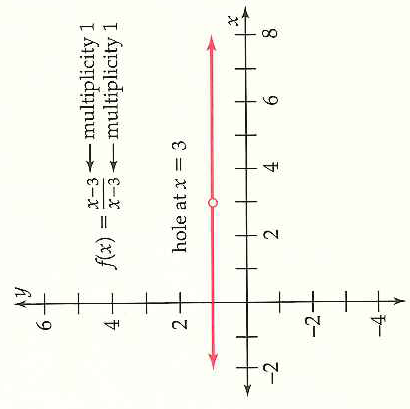 y
6
4
2
-2
-4
-2
2
4
6
8
x
f(x) = x-3/x-3 ← multiplicity 1
← multiplicity 1
hole at x = 3